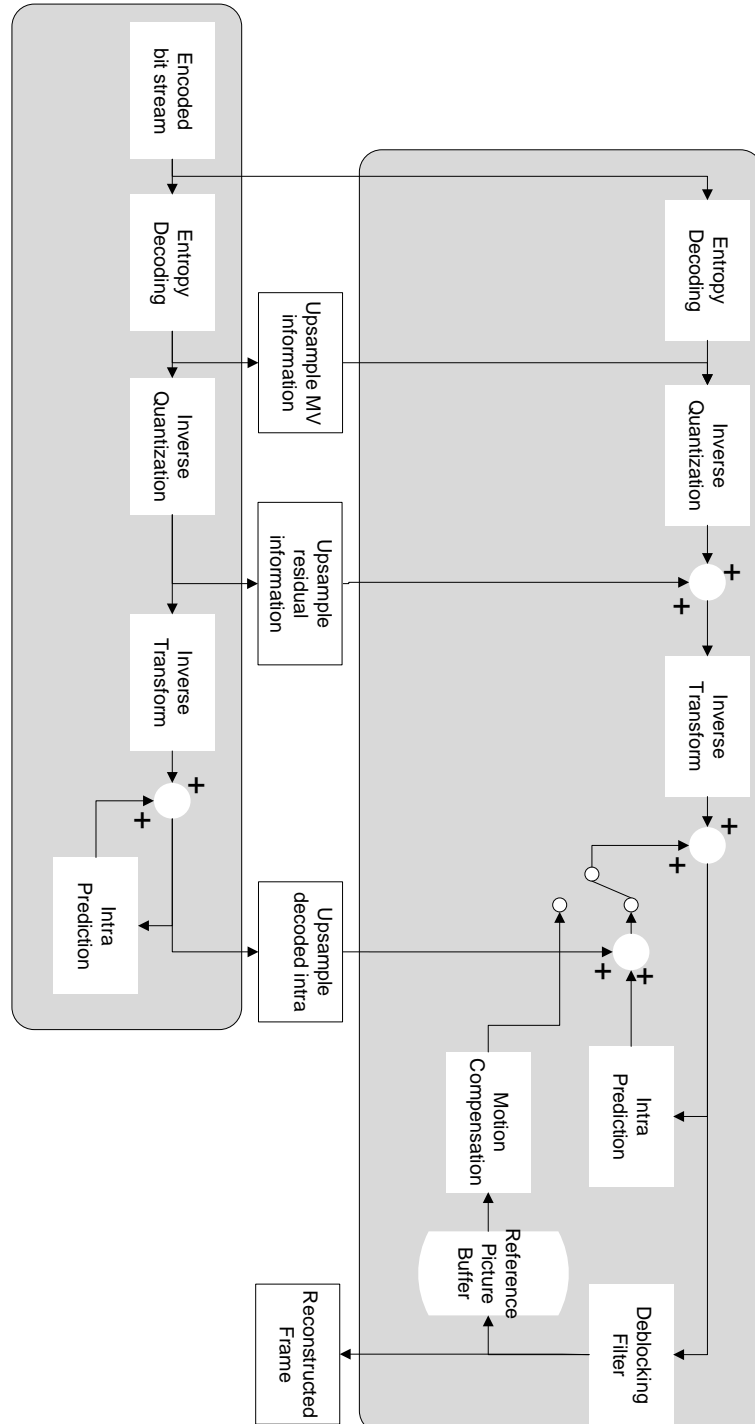 Entropy
Decoding
Inverse
Quantization
+
+
Inverse
Transform
+
+
+
+
Intra
Prediction
Deblocking
Filter
Motion
Compensation
Reference
Picture
Buffer
Upsample MV
information
Upsample
residual
information
Upsample
decoded intra
Reconstructed
Frame
Encoded
bit stream
Entropy
Decoding
Inverse
Quantization
Inverse
Transform
+
+
Intra
Prediction